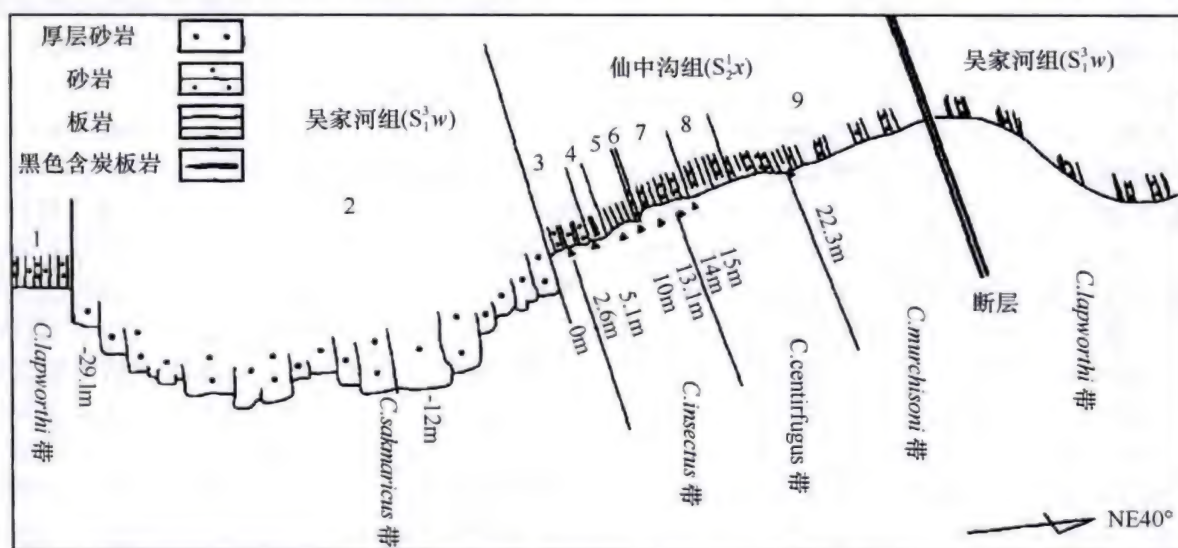 厚层砂岩
砂岩
板岩
黑色含炭板岩
吴家河组(S₁³w)
仙中沟组(S₂¹x)
吴家河组(S₁³w)
1
2
3
4
5
6
7
8
9
-29.1m
-12m
0m
2.6m
5.1m
10m
13.1m
14m
15m
22.3m
断层
C.lapworthi 带
C.sakmaricus 带
C.insectus 带
C.centirfugus 带
C.murchisoni 带
C.lapworthi 带
NE40°